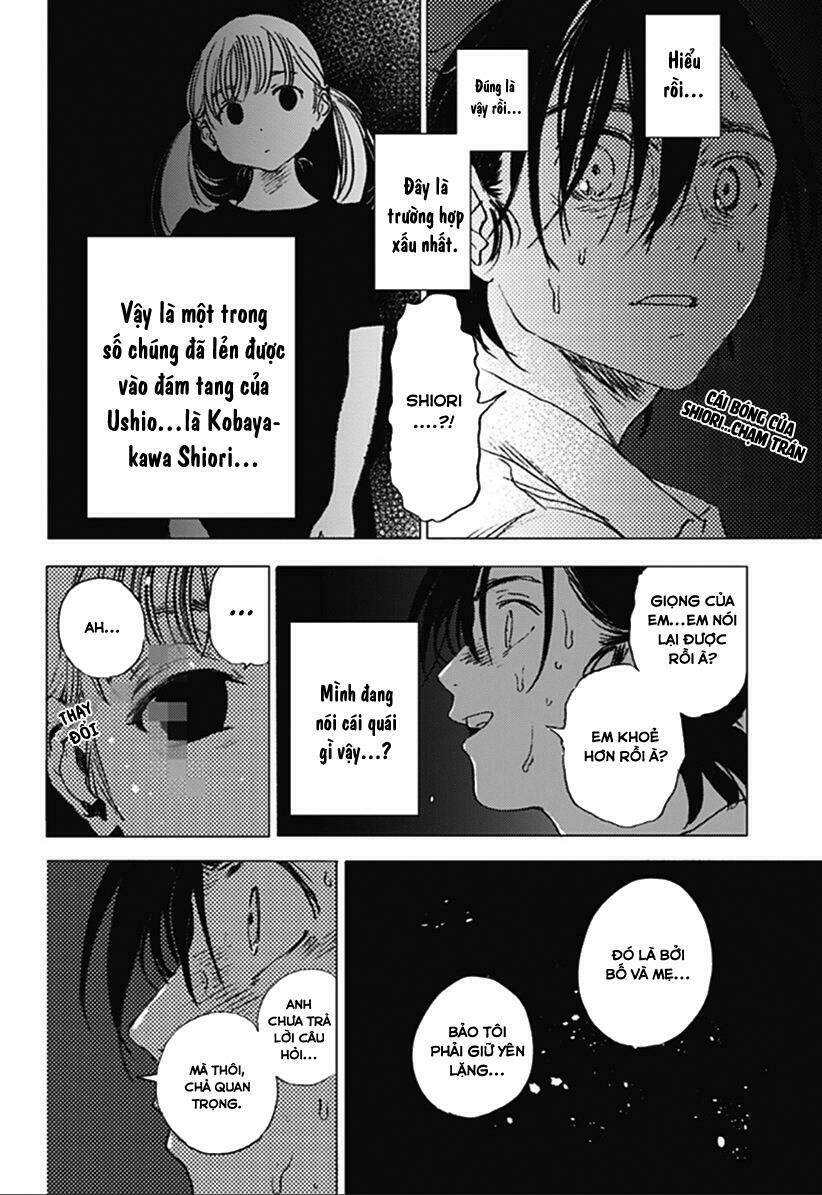 Hiểu
rồi...
Đúng là
vậy rồi...
Đây là
trường hợp
xấu nhất.
SHIORI
....?!
CÁI BÓNG CỦA
SHIORI..CHẠM TRÁN
Vậy là một trong
số chúng đã lẻn được
vào đám tang của
Ushio...là Kobaya-
kawa Shiori...
GIỌNG CỦA
EM...EM NÓI
LẠI ĐƯỢC
RỒI À?
EM KHOẺ
HƠN RỒI À?
Mình đang
nói cái quái
gì vậy...?
...
AH...
THAY
ĐỔI
ĐÓ LÀ BỞI
BỐ VÀ MẸ...
BẢO TÔI
PHẢI GIỮ YÊN
LẶNG...
ANH
CHƯA TRẢ
LỜI CÂU
HỎI...
MÀ THÔI,
CHẢ QUAN
TRỌNG.